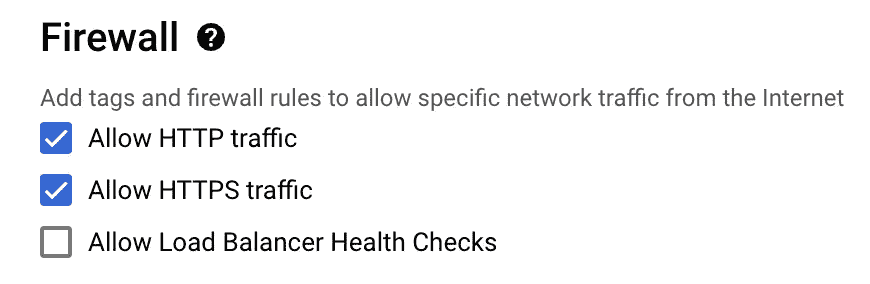 Firewall ?
Add tags and firewall rules to allow specific network traffic from the Internet
Allow HTTP traffic
Allow HTTPS traffic
Allow Load Balancer Health Checks